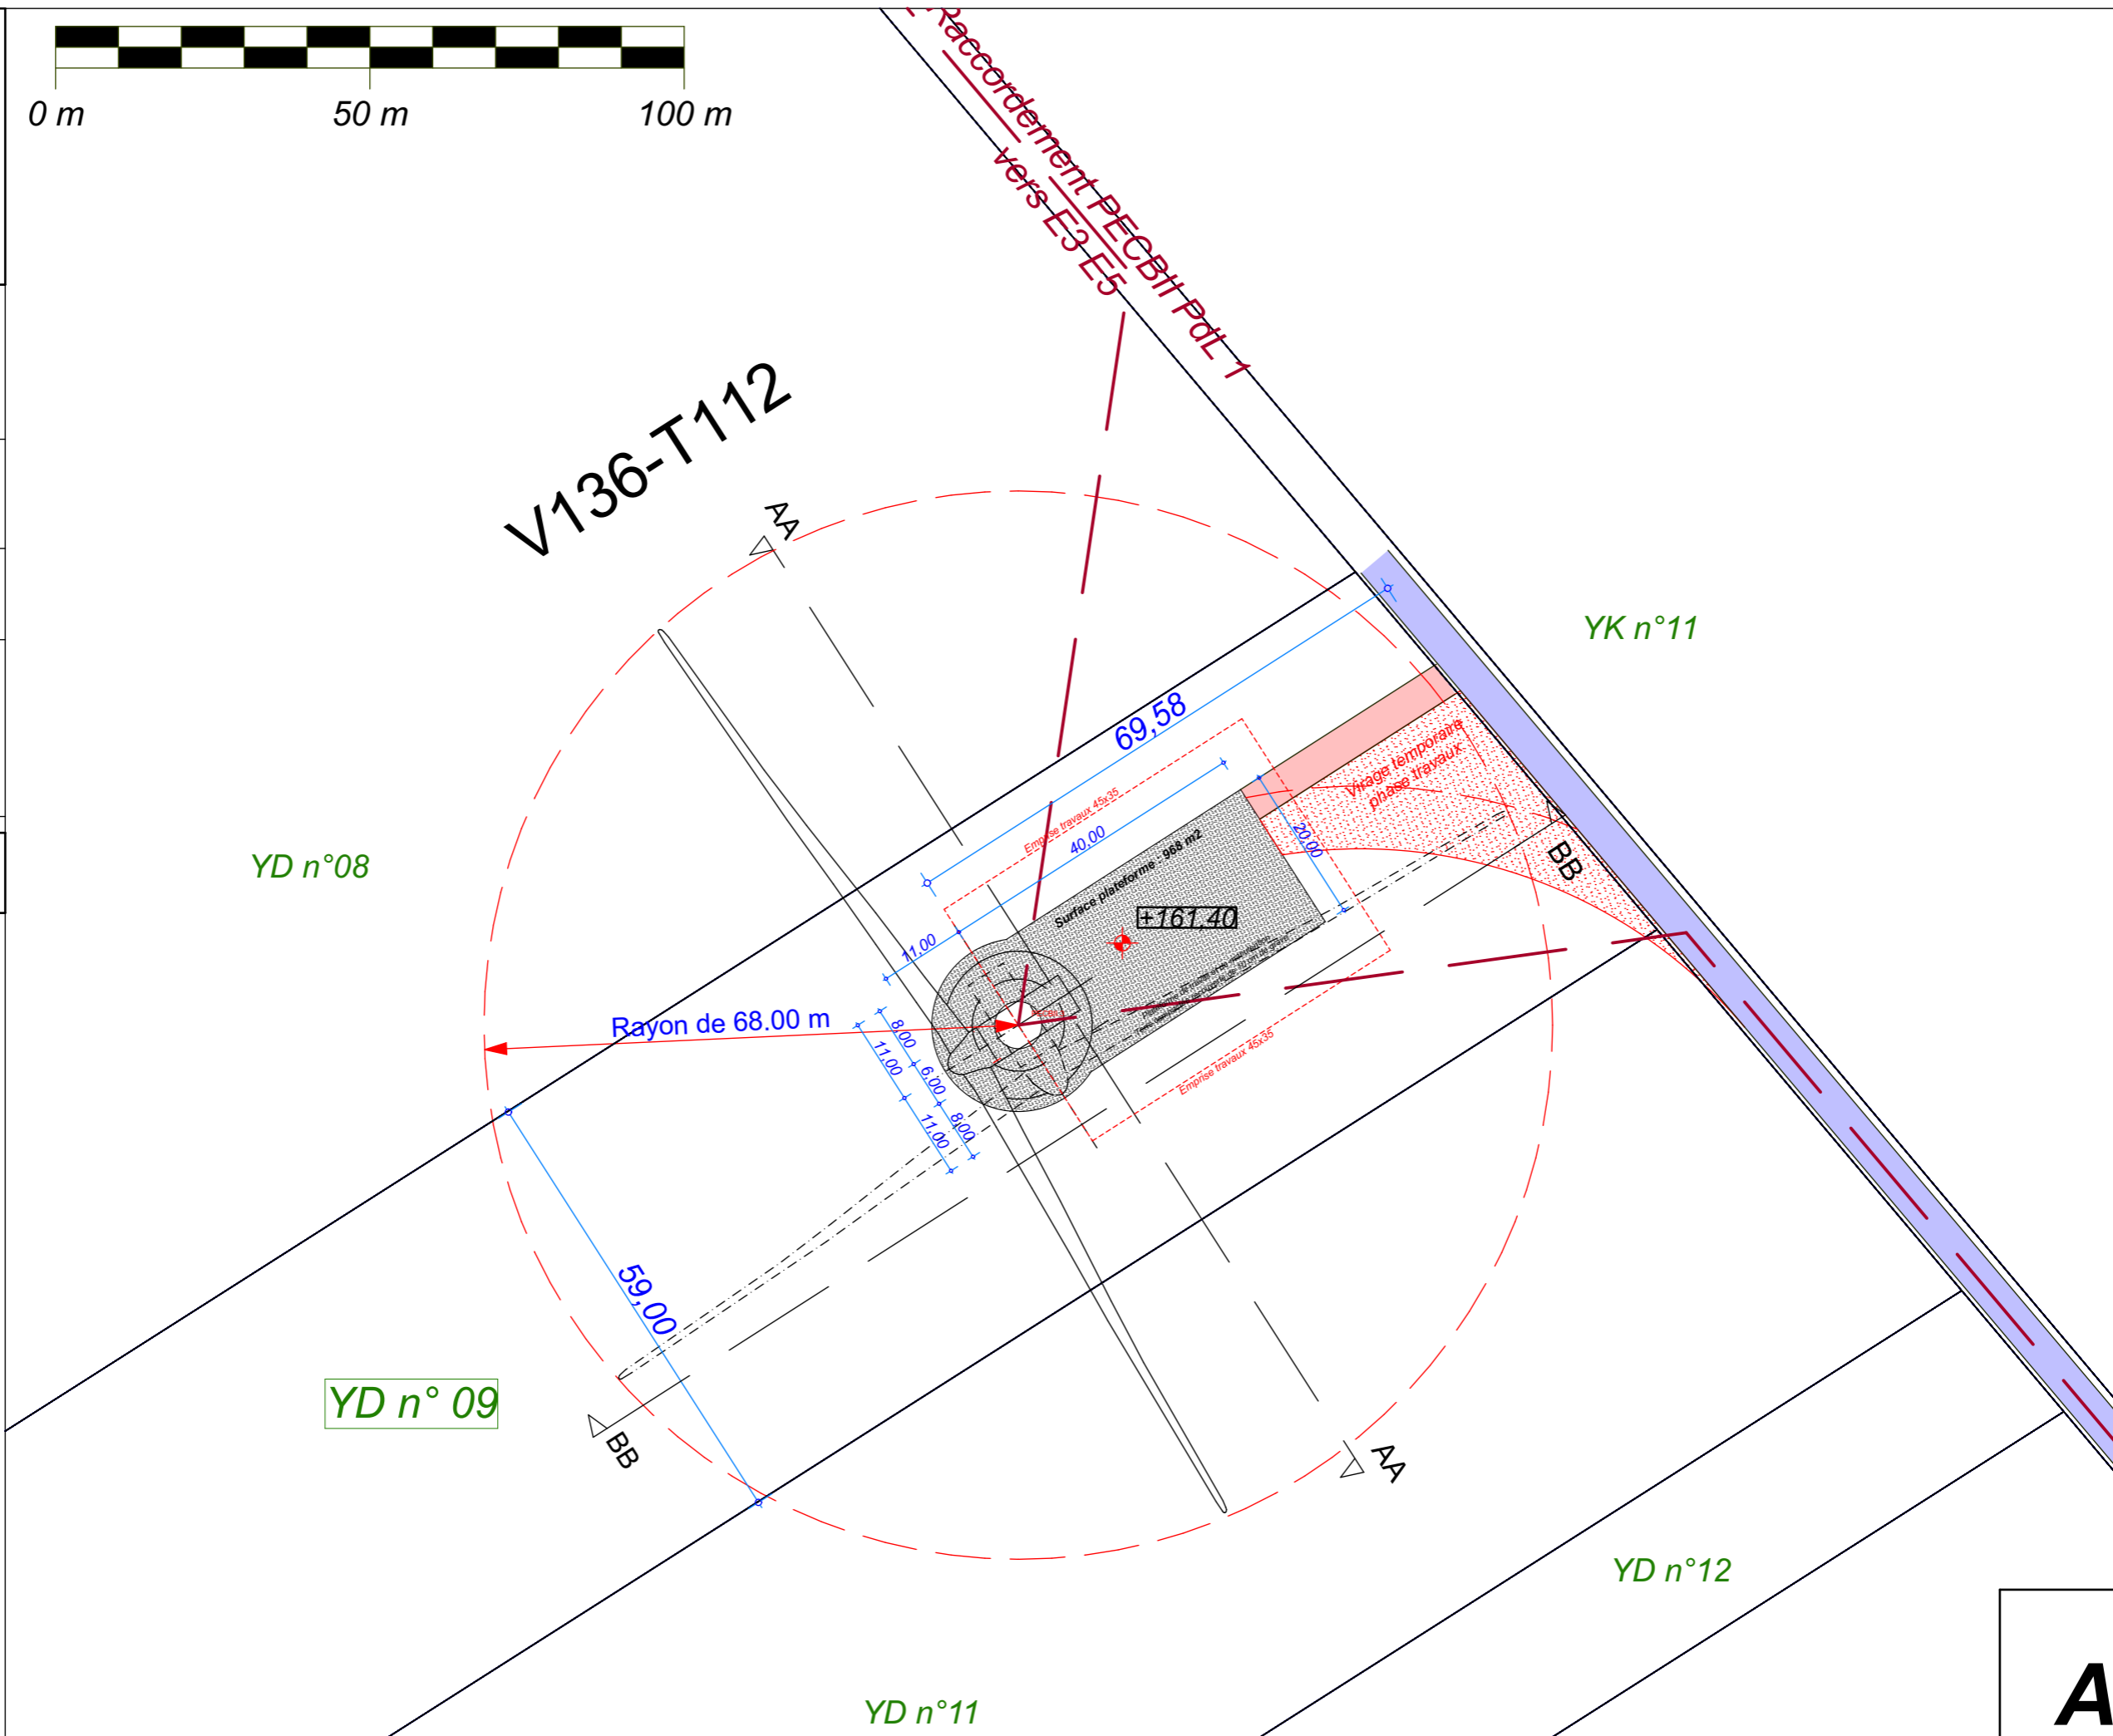 0 m
50 m
100 m
Raccordement PECBII PdL 1
vers E3 E5
V136-T112
AA
YK n°11
69,58
Virage temporaire
phase travaux
Emprise travaux 45x35
40,00
20,00
BB
YD n°08
Surface plateforme - 968 m2
+161,40
11,00
Rayon de 68.00 m
8,00
11,00
6,00
8,00
11,00
Emprise travaux 45x35
59,00
YD n° 09
BB
AA
YD n°12
YD n°11
A